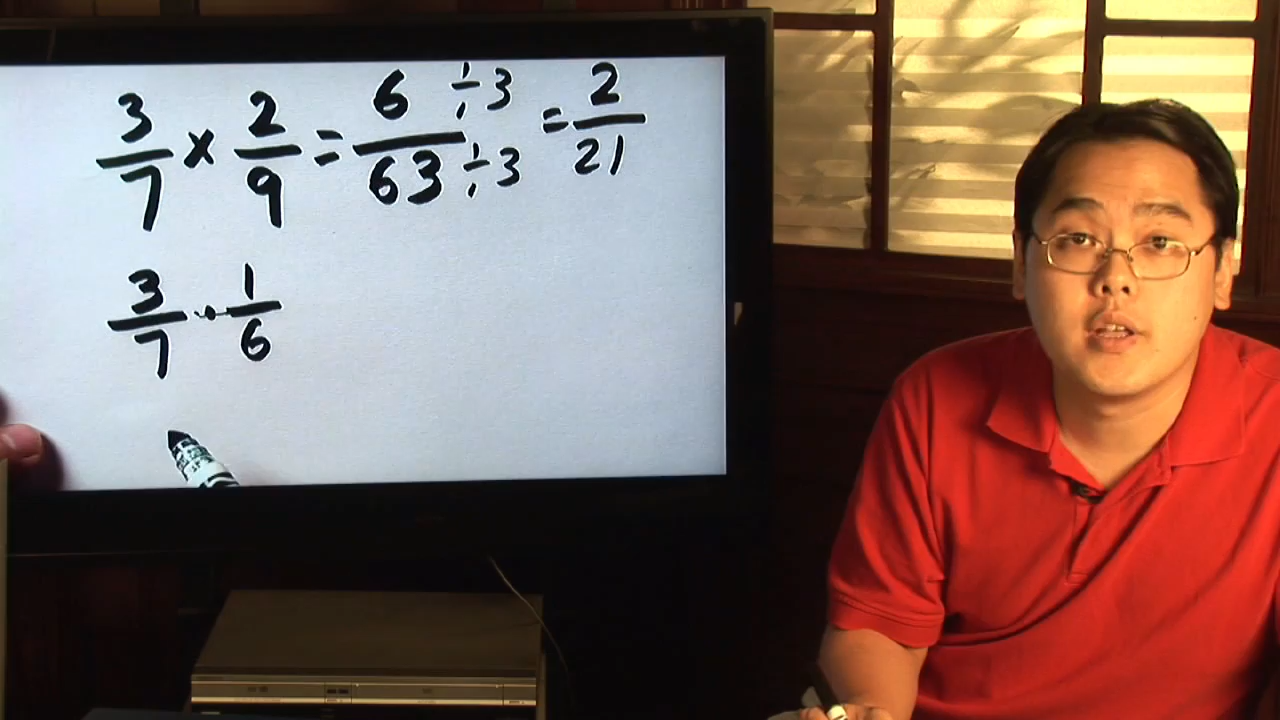 3/7 x 2/9 = 6/63 ÷3/÷3 = 2/21
3/7 · 1/6